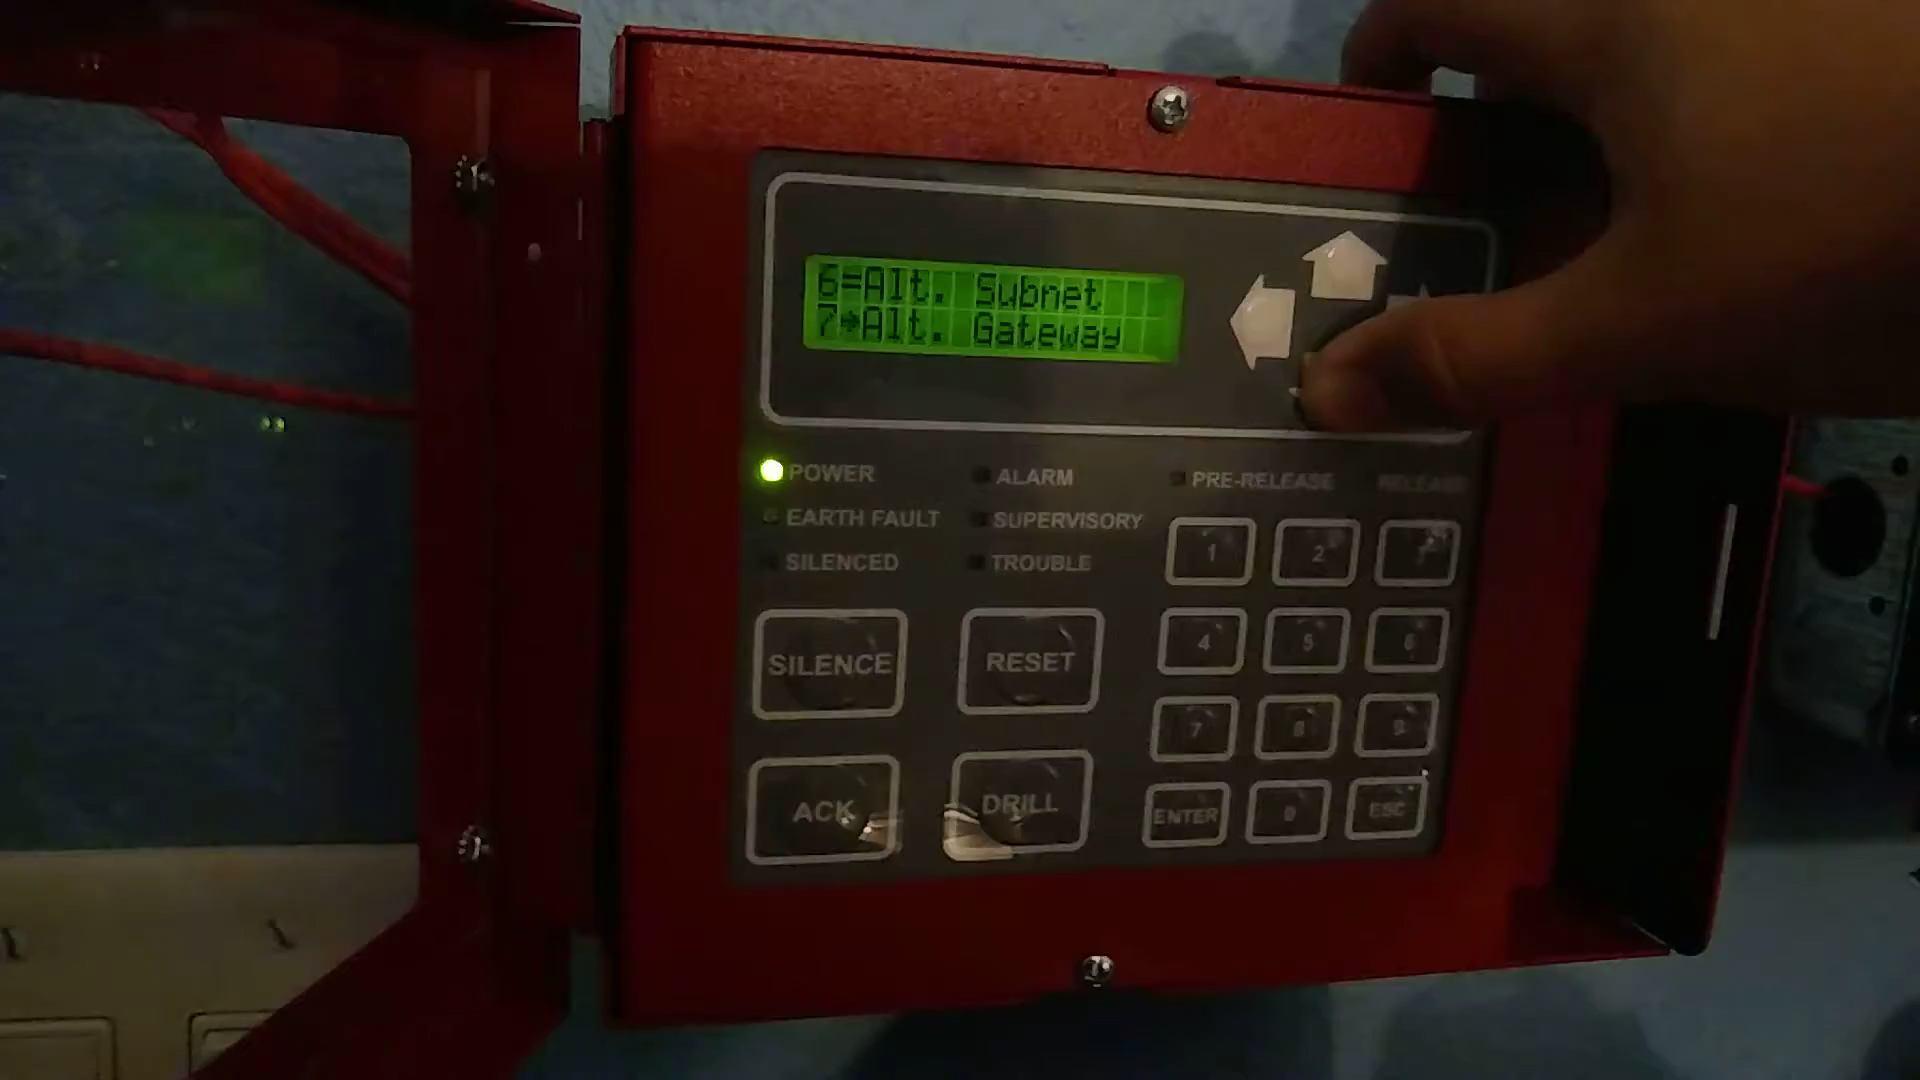 6=Alt. Subnet
7→Alt. Gateway
POWER
ALARM
PRE-RELEASE
RELEASE
EARTH FAULT
SUPERVISORY
SILENCED
TROUBLE
1
2
SILENCE
RESET
4
5
6
7
8
9
ACK
DRILL
ENTER
0
ESC